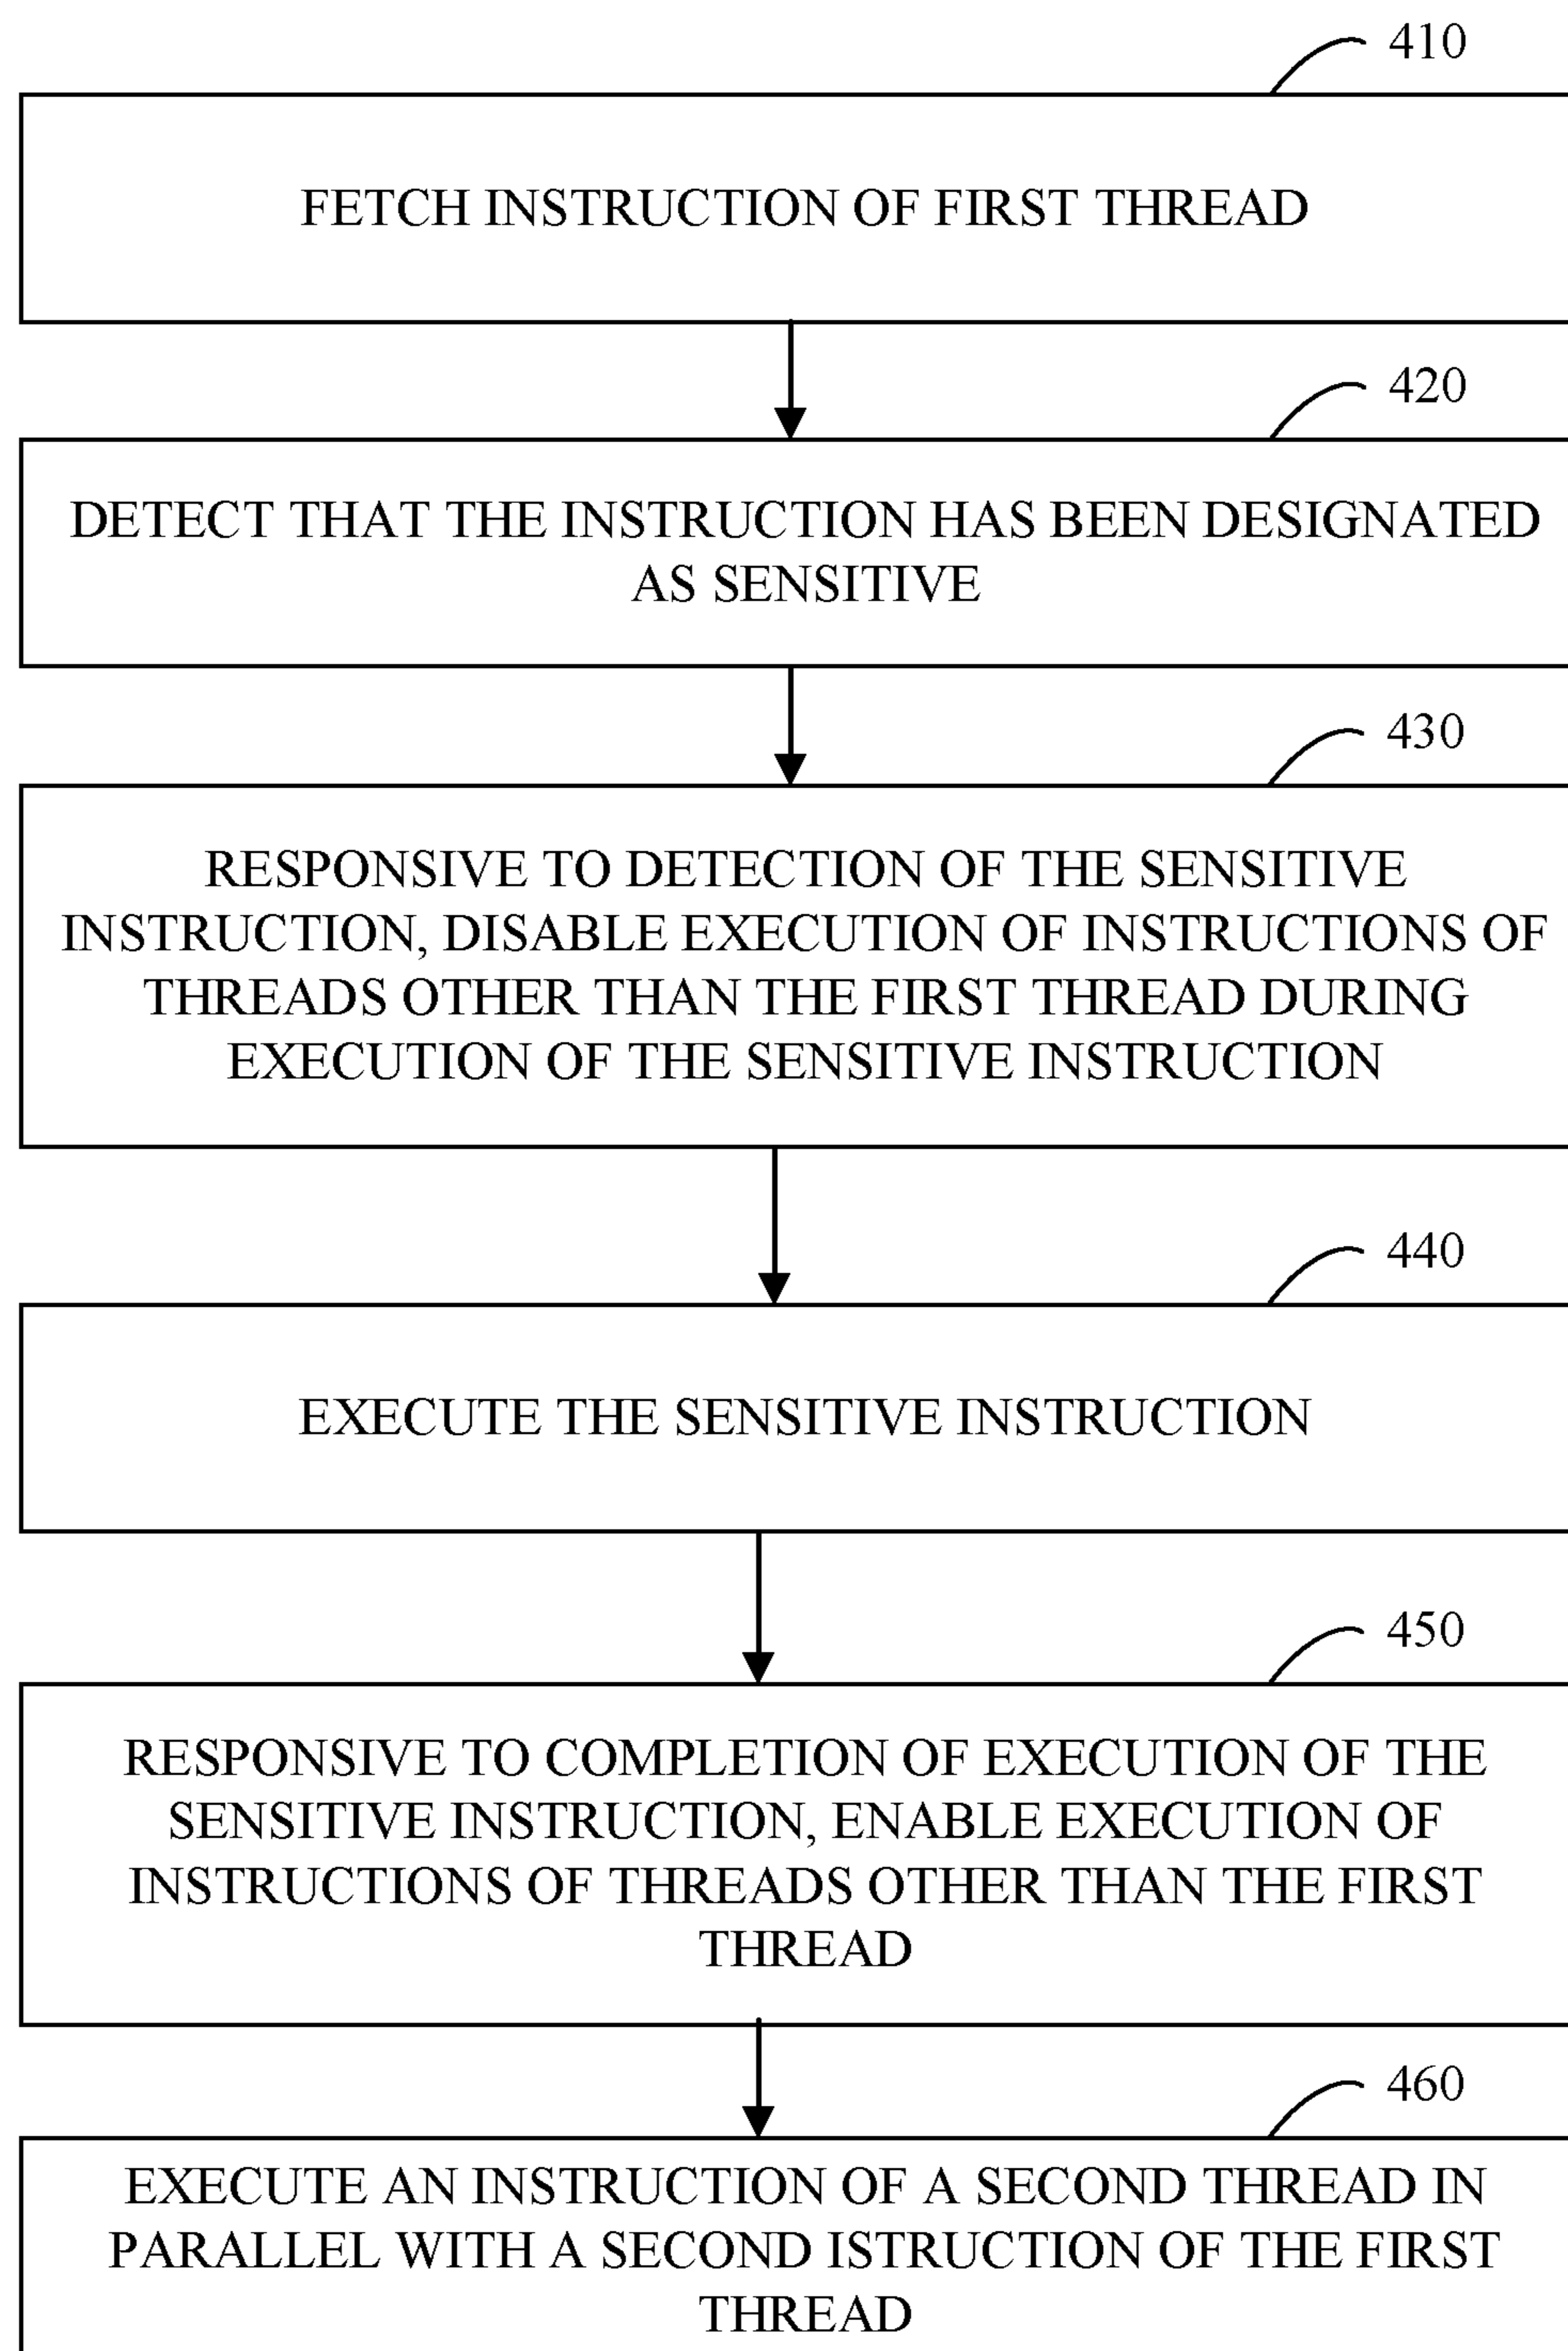 410
FETCH INSTRUCTION OF FIRST THREAD
420
DETECT THAT THE INSTRUCTION HAS BEEN DESIGNATED
AS SENSITIVE
430
RESPONSIVE TO DETECTION OF THE SENSITIVE
INSTRUCTION, DISABLE EXECUTION OF INSTRUCTIONS OF
THREADS OTHER THAN THE FIRST THREAD DURING
EXECUTION OF THE SENSITIVE INSTRUCTION
440
EXECUTE THE SENSITIVE INSTRUCTION
450
RESPONSIVE TO COMPLETION OF EXECUTION OF THE
SENSITIVE INSTRUCTION, ENABLE EXECUTION OF
INSTRUCTIONS OF THREADS OTHER THAN THE FIRST
THREAD
460
EXECUTE AN INSTRUCTION OF A SECOND THREAD IN
PARALLEL WITH A SECOND ISTRUCTION OF THE FIRST
THREAD